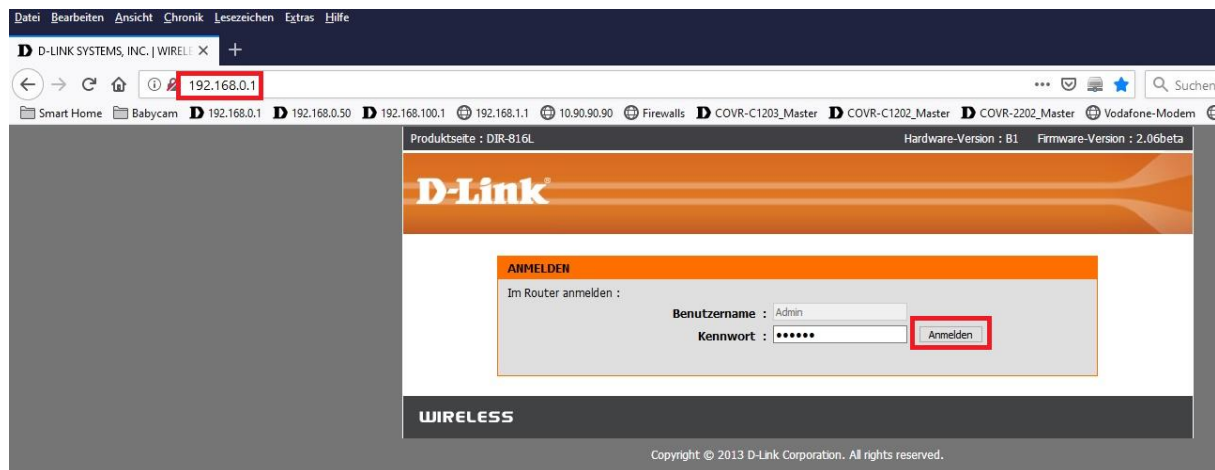 Datei Bearbeiten Ansicht Chronik Lesezeichen Extras Hilfe
D-LINK SYSTEMS, INC. | WIRELE
192.168.0.1
Suchen
Smart Home Babycam 192.168.0.1 192.168.0.50 192.168.100.1 192.168.1.1 10.90.90.90 Firewalls COVR-C1203_Master COVR-C1202_Master COVR-2202_Master Vodafone-Modem
Produktseite : DIR-816L Hardware-Version : B1 Firmware-Version : 2.06beta
D-Link®
ANMELDEN
Im Router anmelden :
Benutzername : Admin
Kennwort : •••••• Anmelden
WIRELESS
Copyright © 2013 D-Link Corporation. All rights reserved.